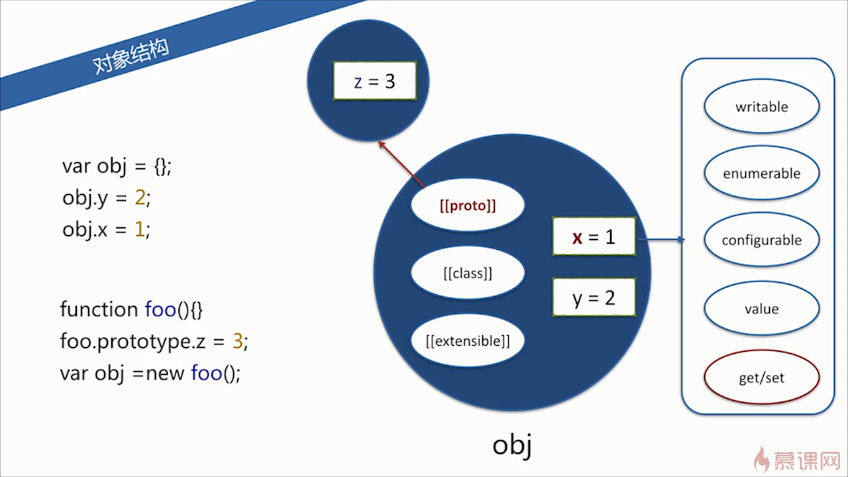 对象结构
var obj = {};
obj.y = 2;
obj.x = 1;
function foo(){}
foo.prototype.z = 3;
var obj =new foo();
z = 3
[[proto]]
[[class]]
[[extensible]]
x = 1
y = 2
obj
writable
enumerable
configurable
value
get/set
慕课网